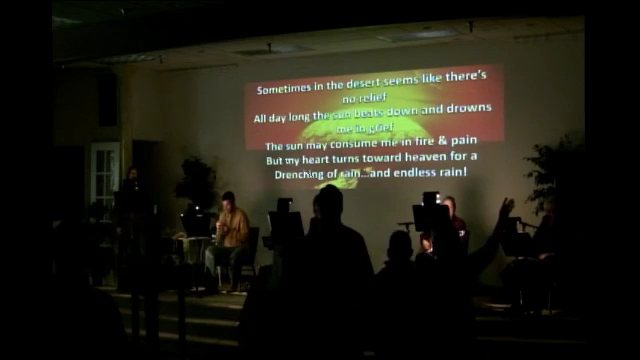 Sometimes in the desert seems like there's
no relief
All day long the sun beats down and drowns
me in grief
The sun may consume me in fire & pain
But my heart turns toward heaven for a
Drenching of rain...and endless rain!